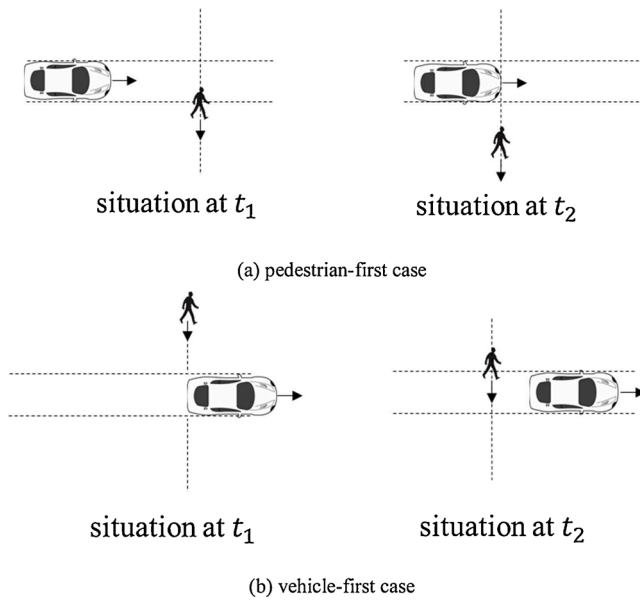 situation at t₁
situation at t₂
(a) pedestrian-first case
situation at t₁
situation at t₂
(b) vehicle-first case